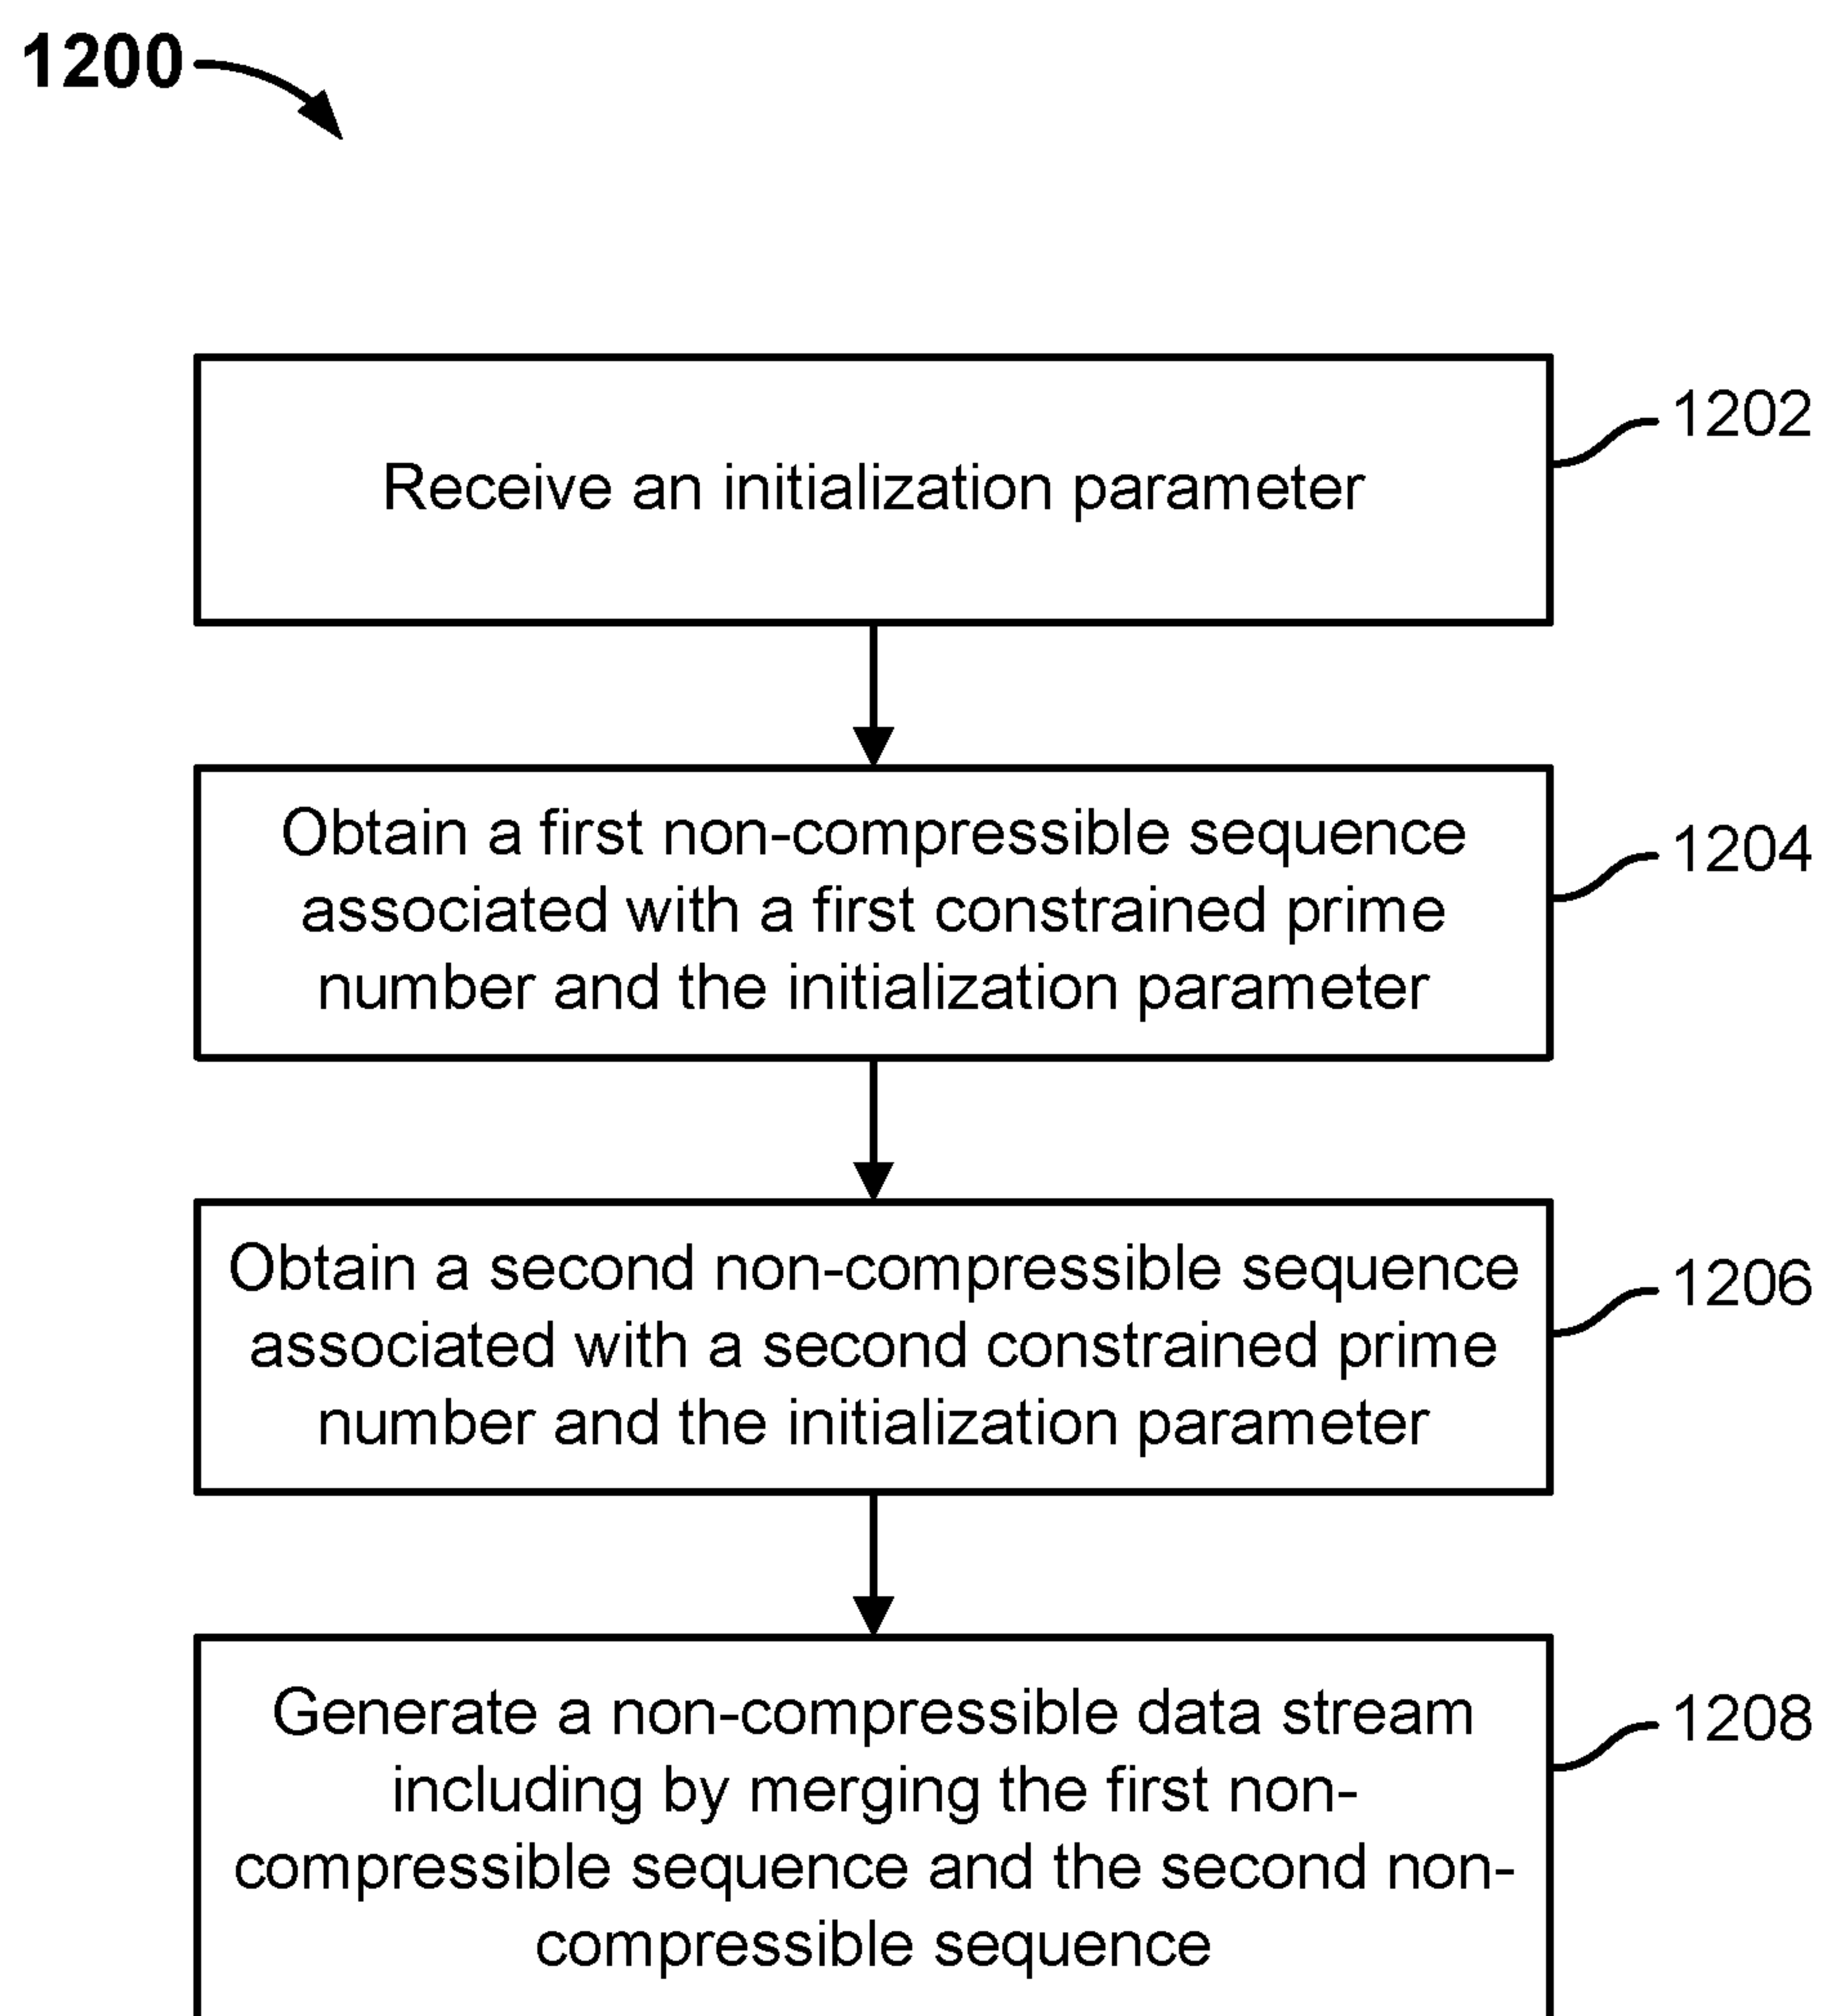 1200
Receive an initialization parameter
1202
Obtain a first non-compressible sequence
associated with a first constrained prime
number and the initialization parameter
1204
Obtain a second non-compressible sequence
associated with a second constrained prime
number and the initialization parameter
1206
Generate a non-compressible data stream
including by merging the first non-
compressible sequence and the second non-
compressible sequence
1208